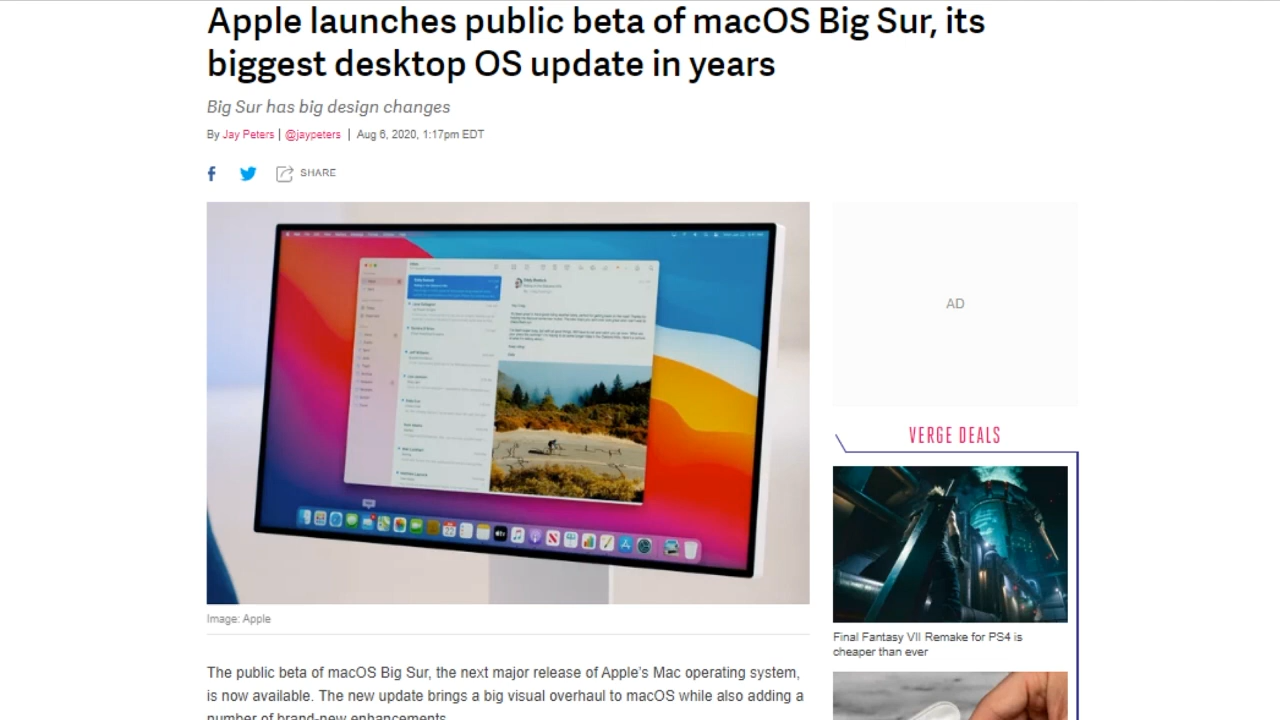 Apple launches public beta of macOS Big Sur, its
biggest desktop OS update in years
Big Sur has big design changes
By Jay Peters | @jaypeters | Aug 6, 2020, 1:17pm EDT
SHARE
AD
VERGE DEALS
Image: Apple
Final Fantasy VII Remake for PS4 is
cheaper than ever
The public beta of macOS Big Sur, the next major release of Apple's Mac operating system,
is now available. The new update brings a big visual overhaul to macOS while also adding a
number of brand-new enhancements.